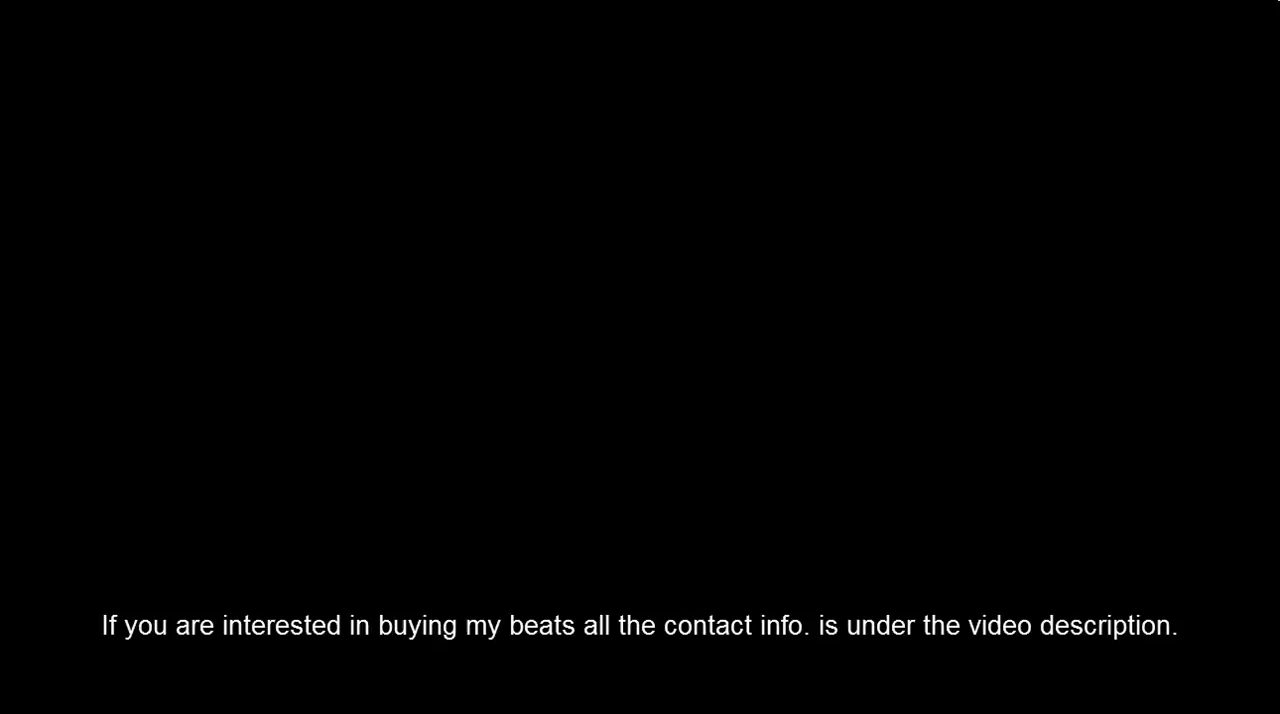 If you are interested in buying my beats all the contact info. is under the video description.